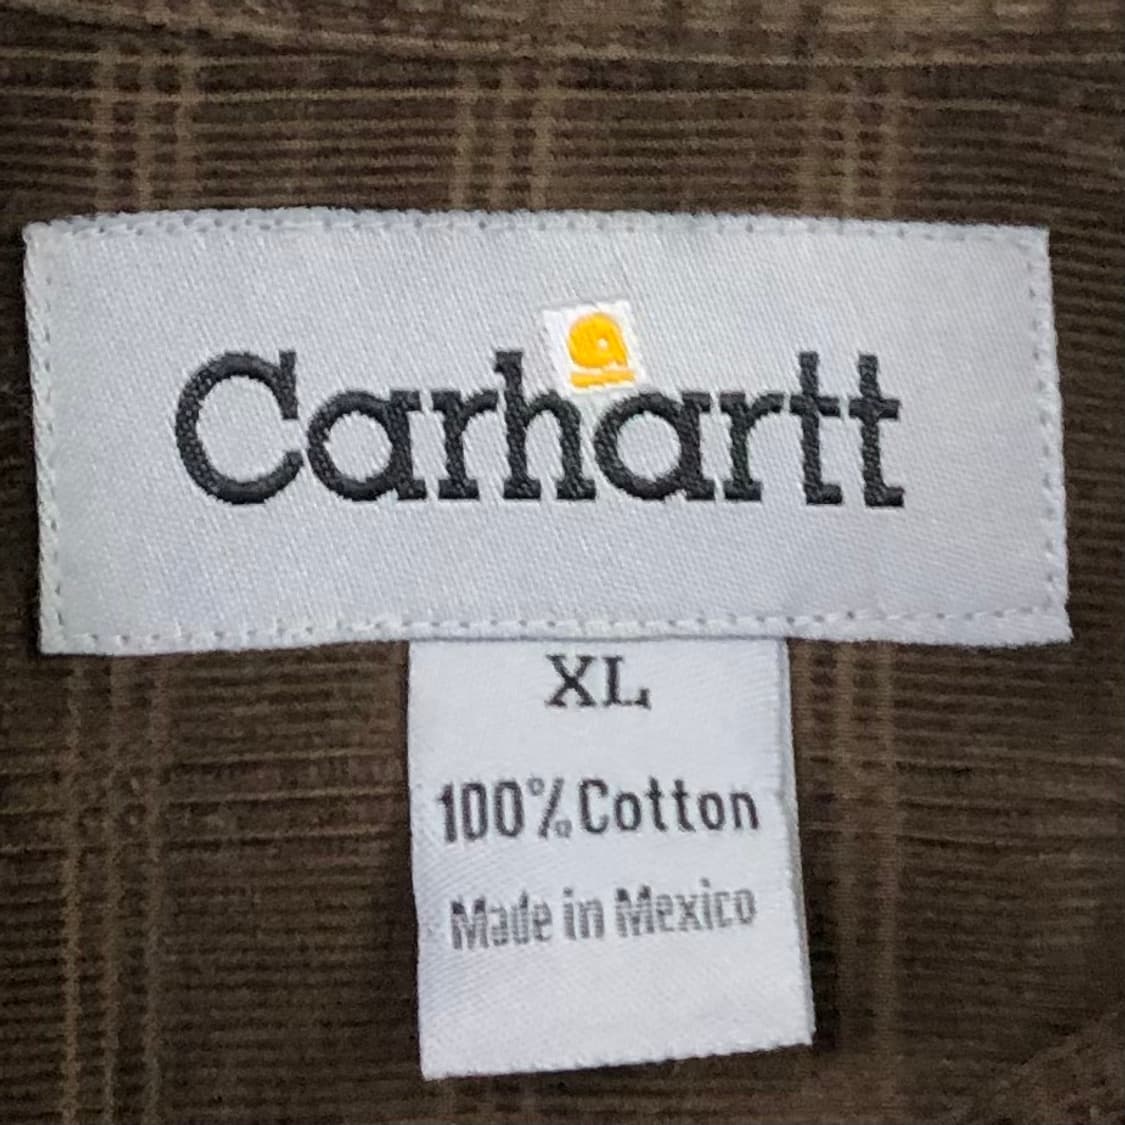 Carhartt
XL
100% Cotton
Made in Mexico